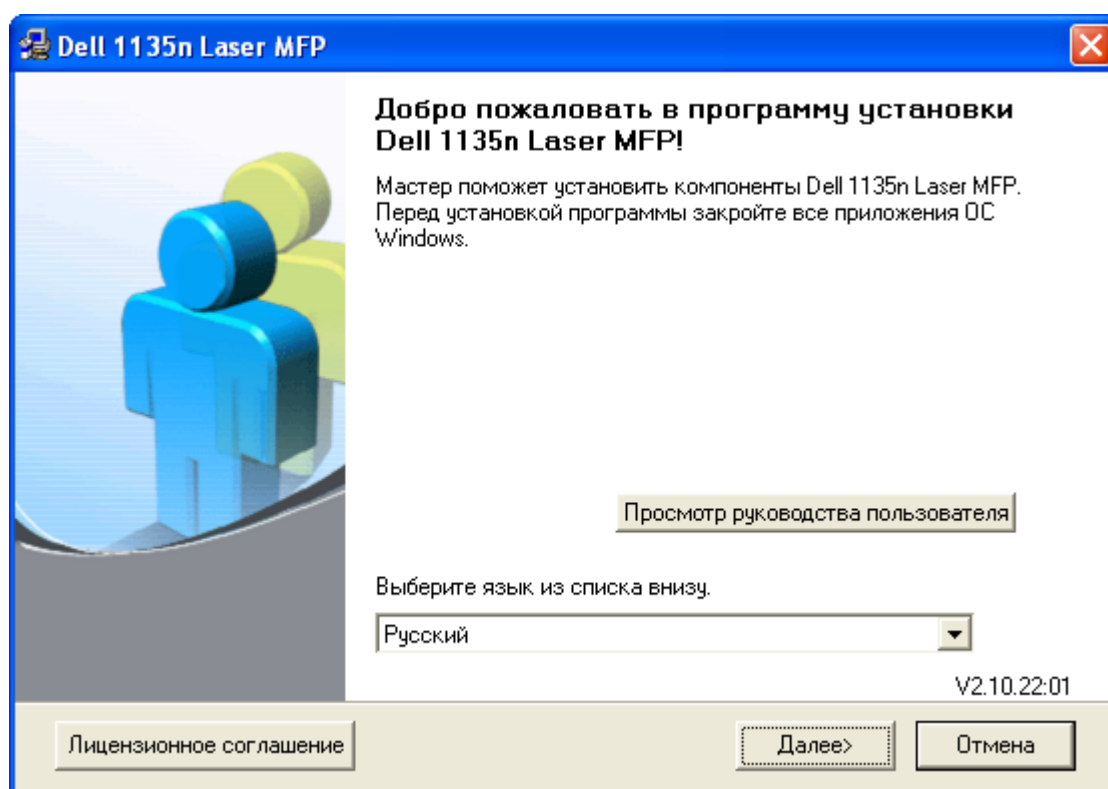 Dell 1135n Laser MFP
Добро пожаловать в программу установки
Dell 1135n Laser MFP!
Мастер поможет установить компоненты Dell 1135n Laser MFP.
Перед установкой программы закройте все приложения ОС
Windows.
Просмотр руководства пользователя
Выберите язык из списка внизу.
Русский
V2.10.22:01
Лицензионное соглашение
Далее>
Отмена